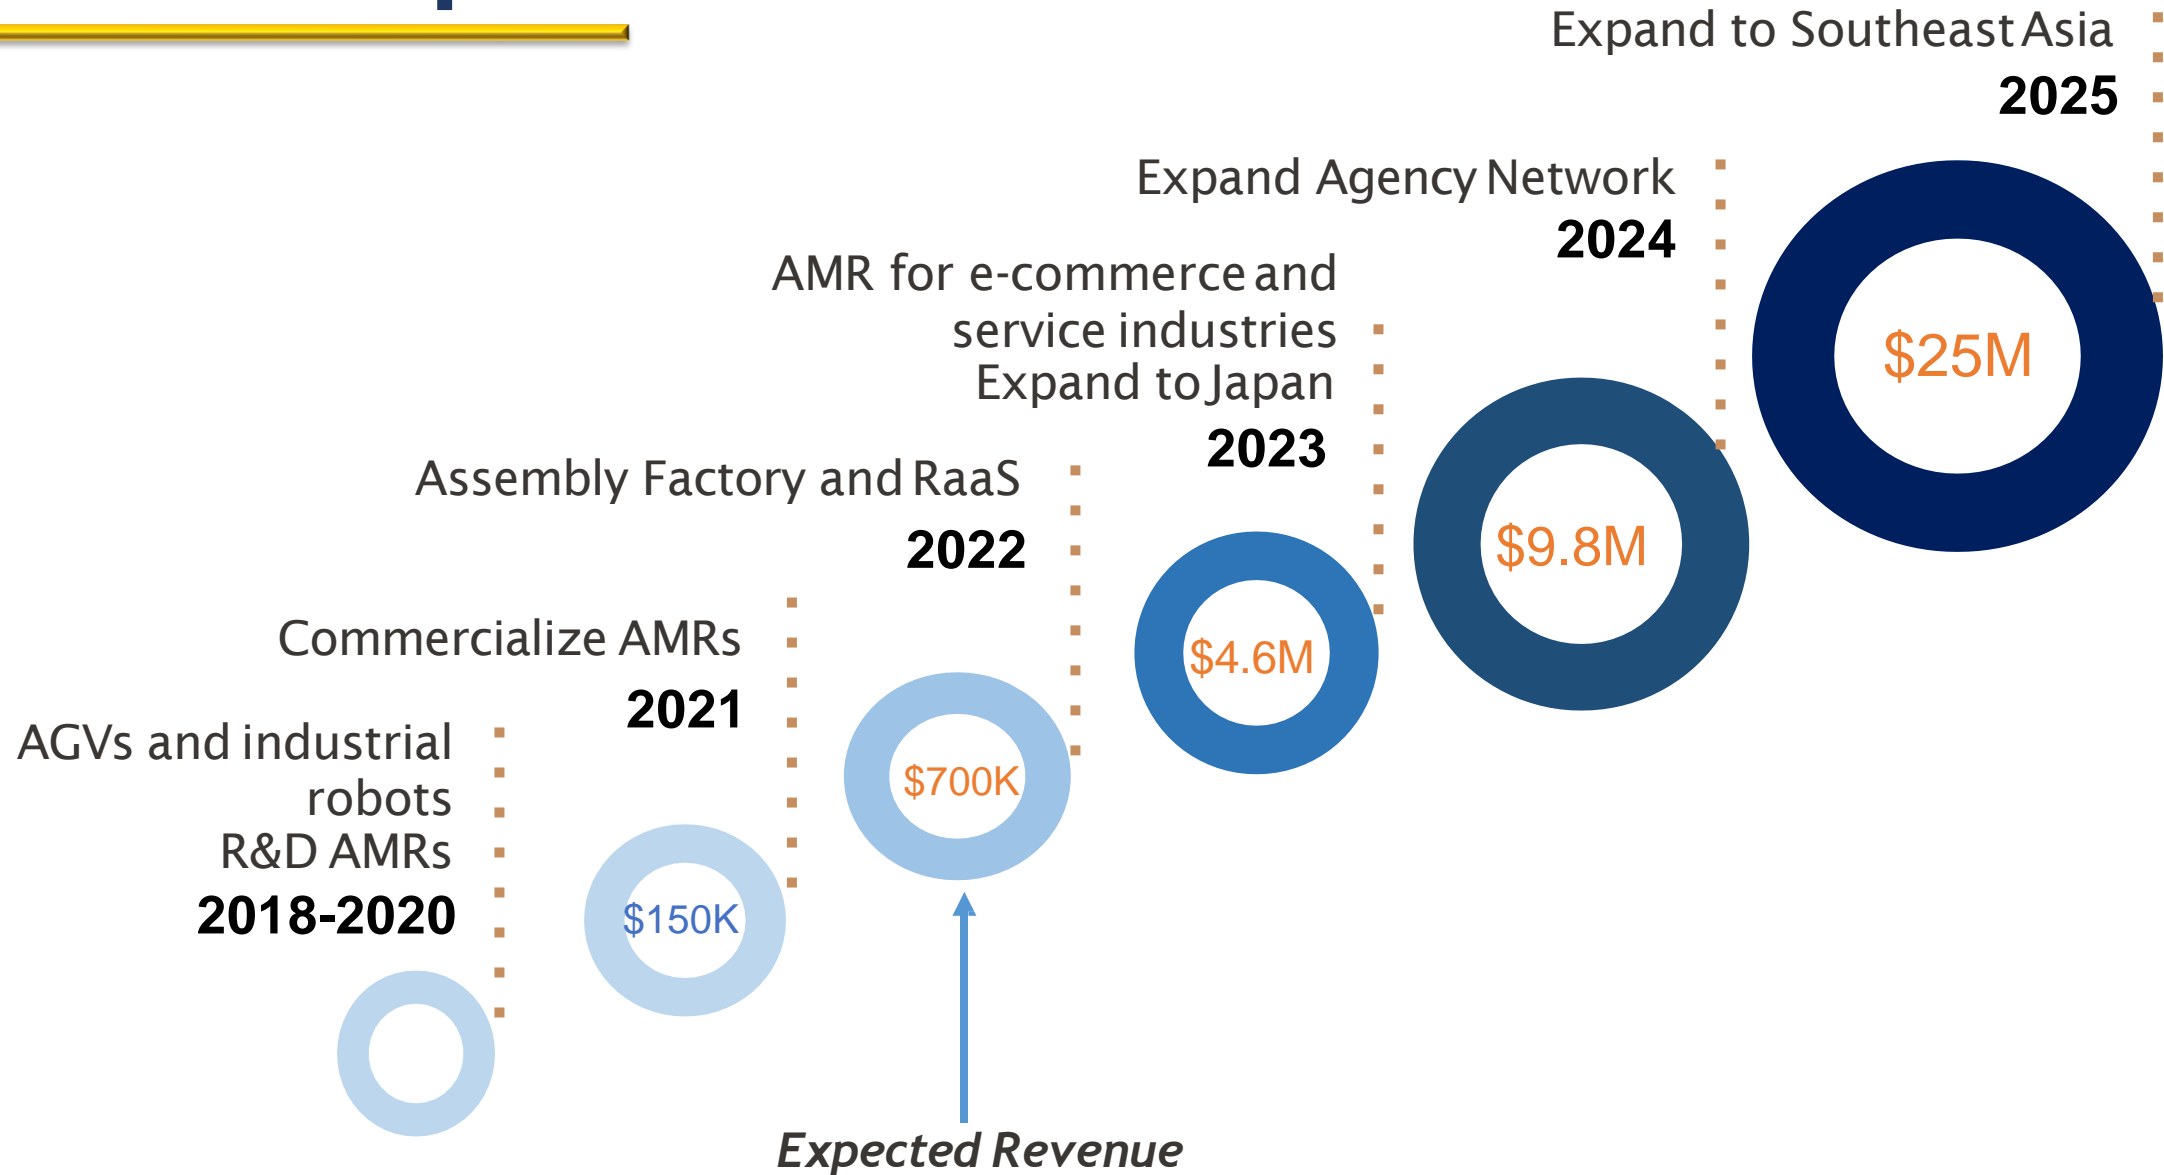 Expand to Southeast Asia
2025
Expand Agency Network
2024
AMR for e-commerce and
service industries
Expand to Japan
2023
Assembly Factory and RaaS
2022
Commercialize AMRs
2021
AGVs and industrial
robots
R&D AMRs
2018-2020
$150K
$700K
$4.6M
$9.8M
$25M
Expected Revenue